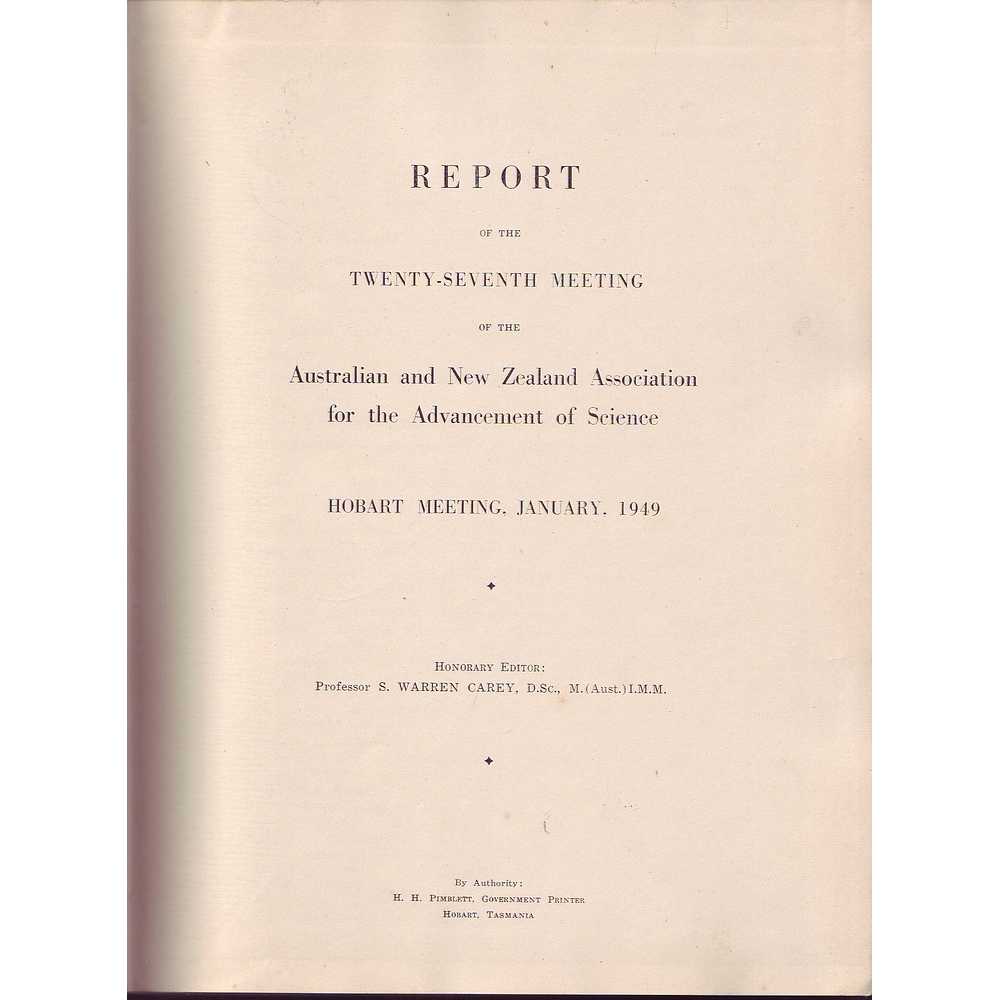 REPORT
OF THE
TWENTY-SEVENTH MEETING
OF THE
Australian and New Zealand Association
for the Advancement of Science
HOBART MEETING, JANUARY, 1949
HONORARY EDITOR:
Professor S. WARREN CAREY, D.Sc., M.(Aust.)I.M.M.
By Authority:
H. H. PIMBLETT, GOVERNMENT PRINTER
HOBART, TASMANIA